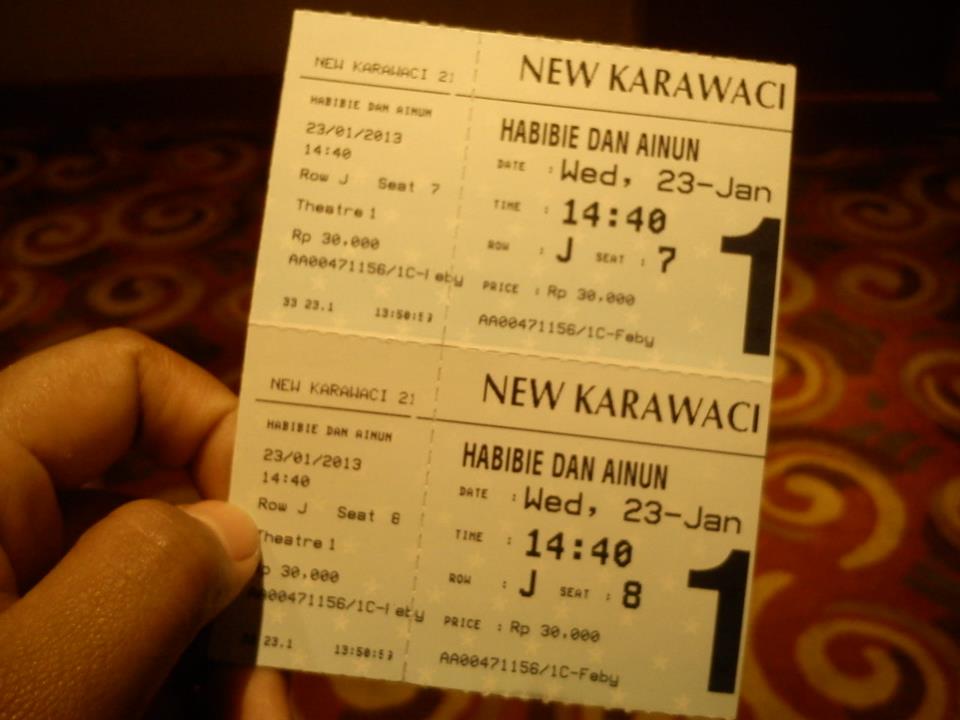 NEW KARAWACI 21
HABIBIE DAN AINUN
23/01/2013
14:40
Row J Seat 7
Theatre 1
Rp 30,000
AA00471156/1C-Feby
33 23.1 13:50:53
NEW KARAWACI
HABIBIE DAN AINUN
DATE : Wed, 23-Jan
TIME : 14:40
ROW : J SEAT : 7
PRICE : Rp 30,000
AA00471156/1C-Feby
1
NEW KARAWACI 21
HABIBIE DAN AINUN
23/01/2013
14:40
Row J Seat 8
Theatre 1
p 30,000
A00471156/1C-Feby
23.1 13:50:53
NEW KARAWACI
HABIBIE DAN AINUN
DATE : Wed, 23-Jan
TIME : 14:40
ROW : J SEAT : 8
PRICE : Rp 30,000
AA00471156/1C-Feby
1